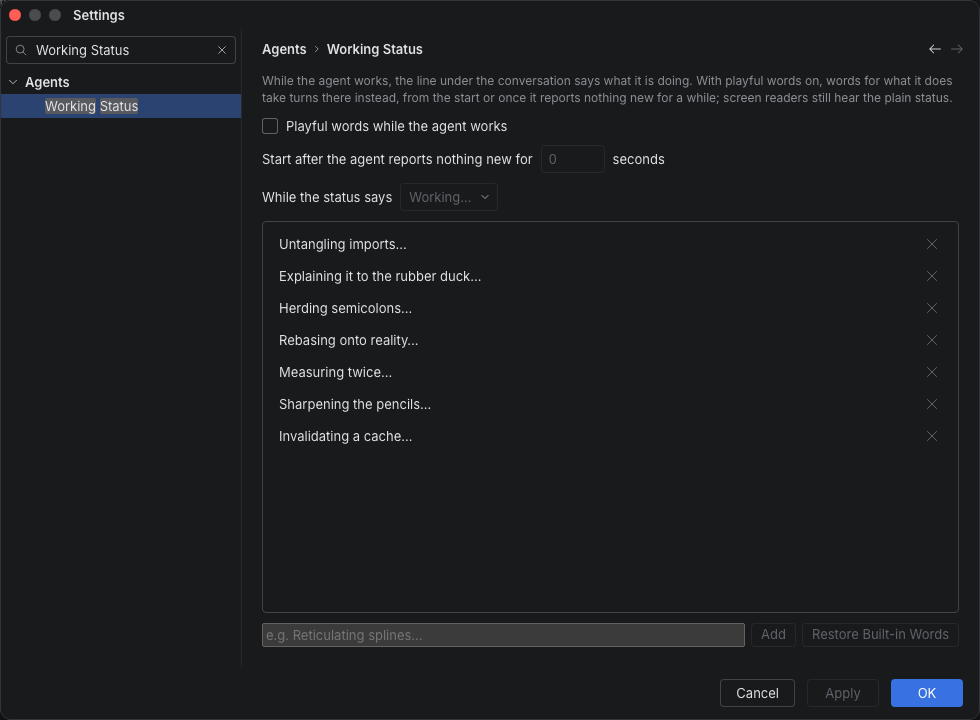 Settings
Working Status
Agents
Working Status
Agents › Working Status
While the agent works, the line under the conversation says what it is doing. With playful words on, words for what it does
take turns there instead, from the start or once it reports nothing new for a while; screen readers still hear the plain status.
Playful words while the agent works
Start after the agent reports nothing new for 0 seconds
While the status says Working...
Untangling imports...
Explaining it to the rubber duck...
Herding semicolons...
Rebasing onto reality...
Measuring twice...
Sharpening the pencils...
Invalidating a cache...
e.g. Reticulating splines... Add Restore Built-in Words
Cancel Apply OK